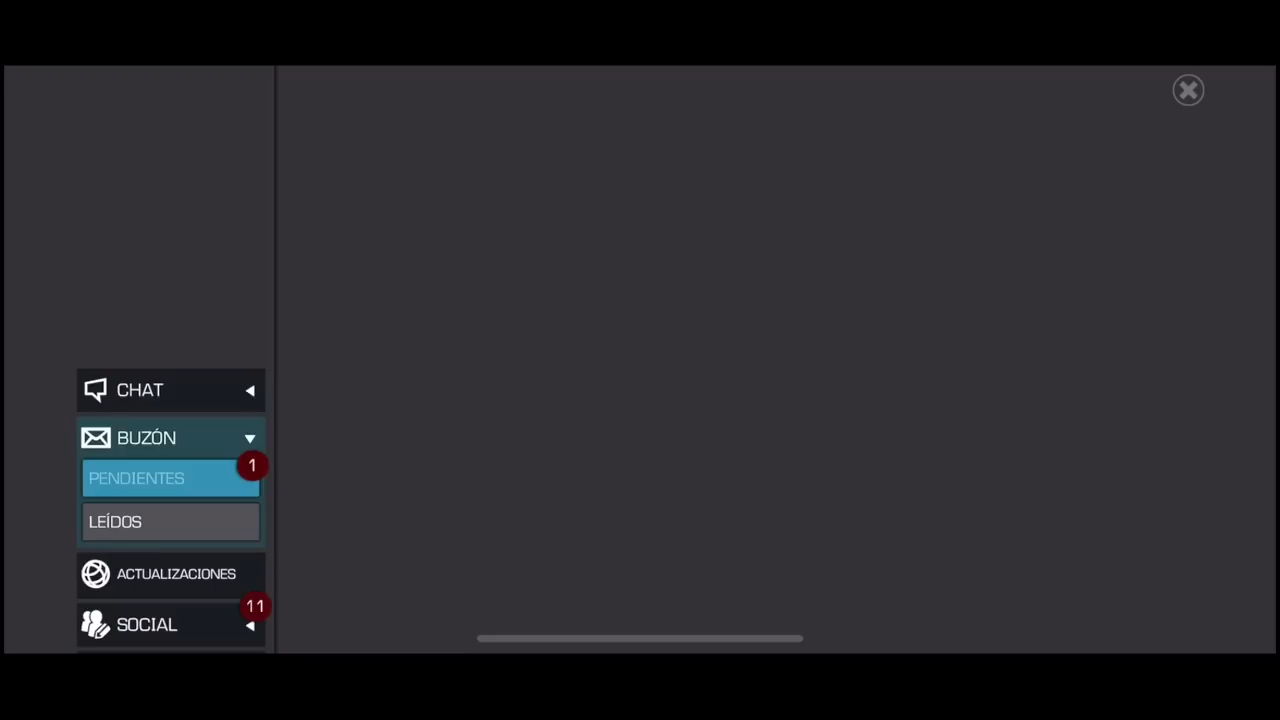 CHAT
BUZÓN
1
PENDIENTES
LEÍDOS
ACTUALIZACIONES
11
SOCIAL